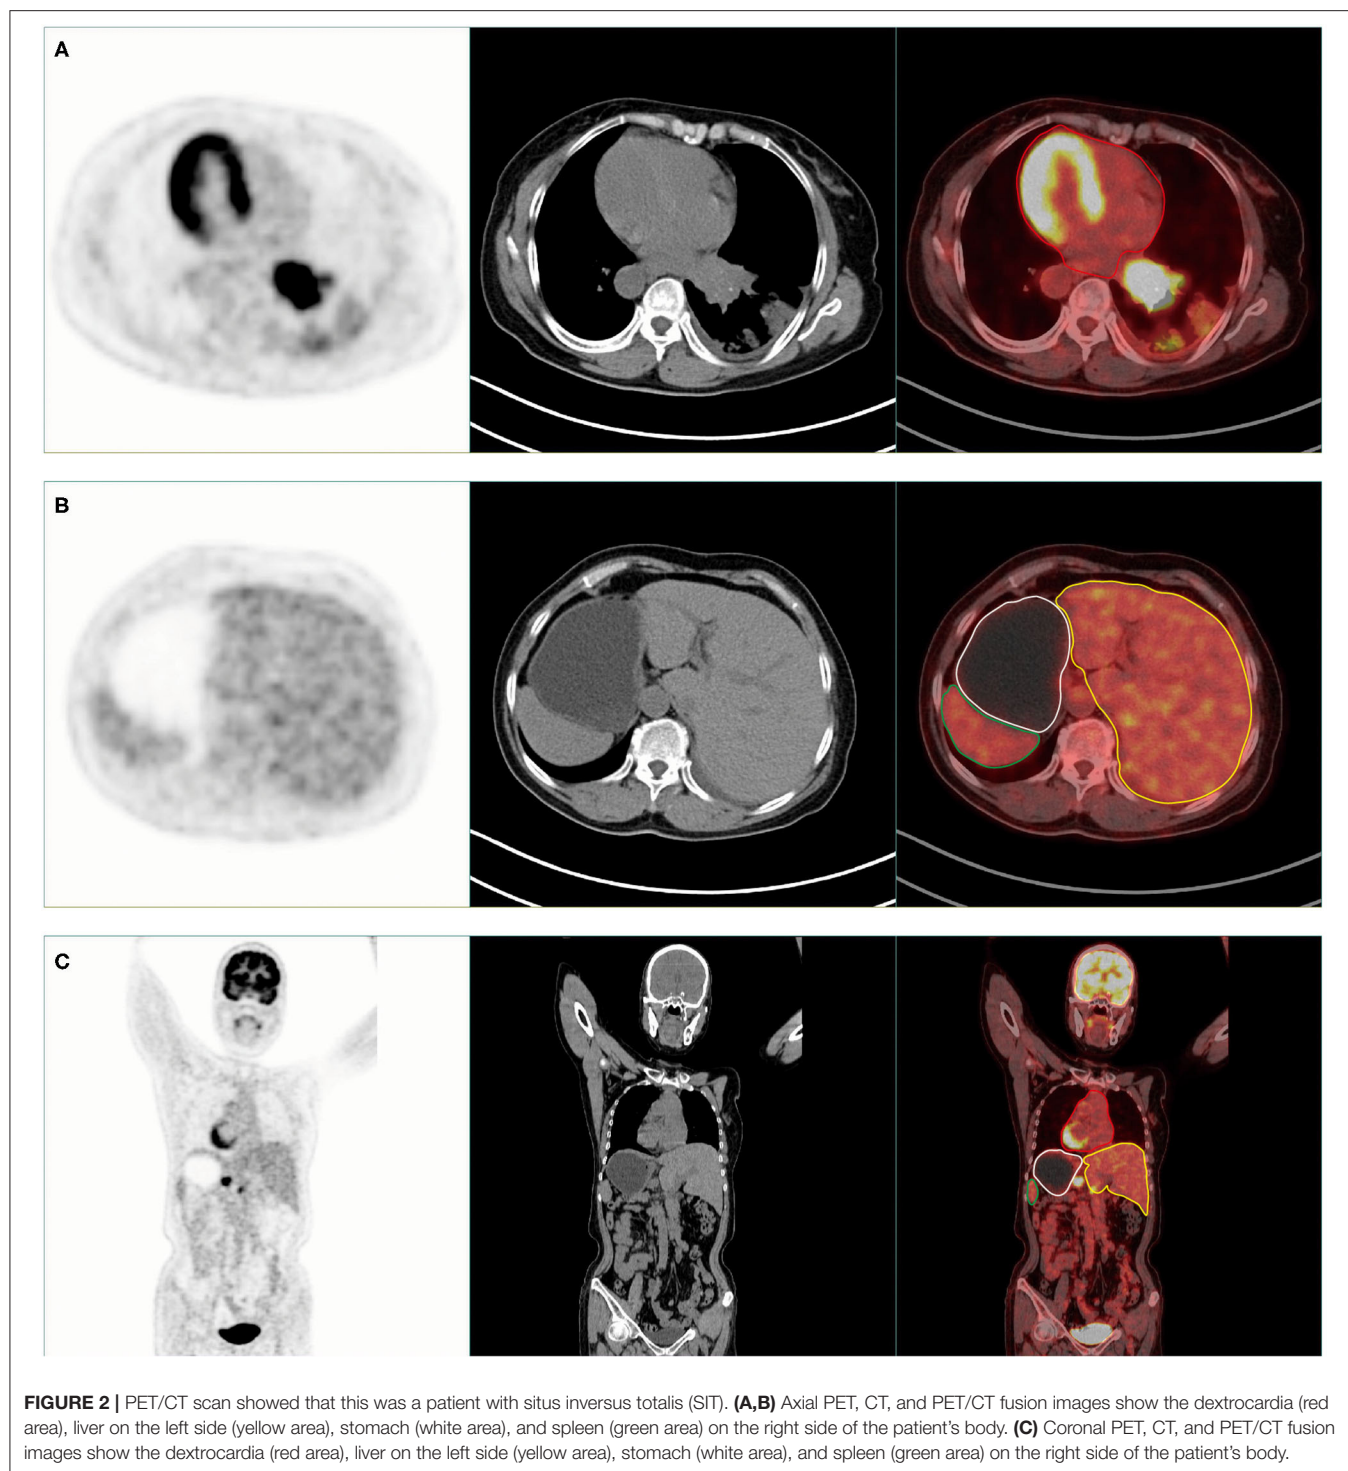 A
B
C
FIGURE 2 | PET/CT scan showed that this was a patient with situs inversus totalis (SIT). (A,B) Axial PET, CT, and PET/CT fusion images show the dextrocardia (red
area), liver on the left side (yellow area), stomach (white area), and spleen (green area) on the right side of the patient's body. (C) Coronal PET, CT, and PET/CT fusion
images show the dextrocardia (red area), liver on the left side (yellow area), stomach (white area), and spleen (green area) on the right side of the patient's body.